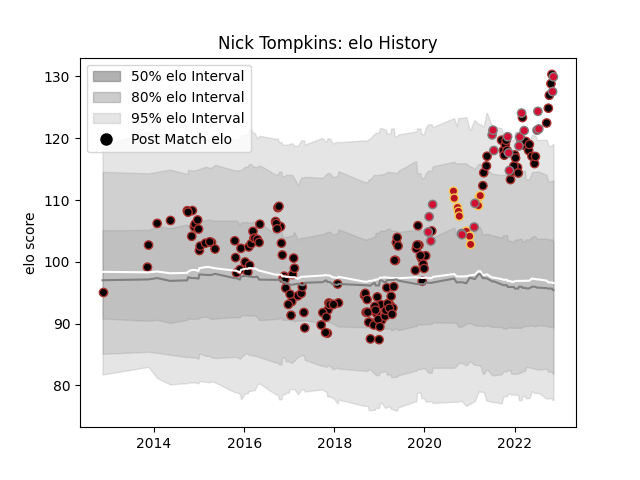 Nick Tompkins: elo History
50% elo Interval
80% elo Interval
95% elo Interval
Post Match elo
elo score
130
120
110
100
90
80
2014 2016 2018 2020 2022